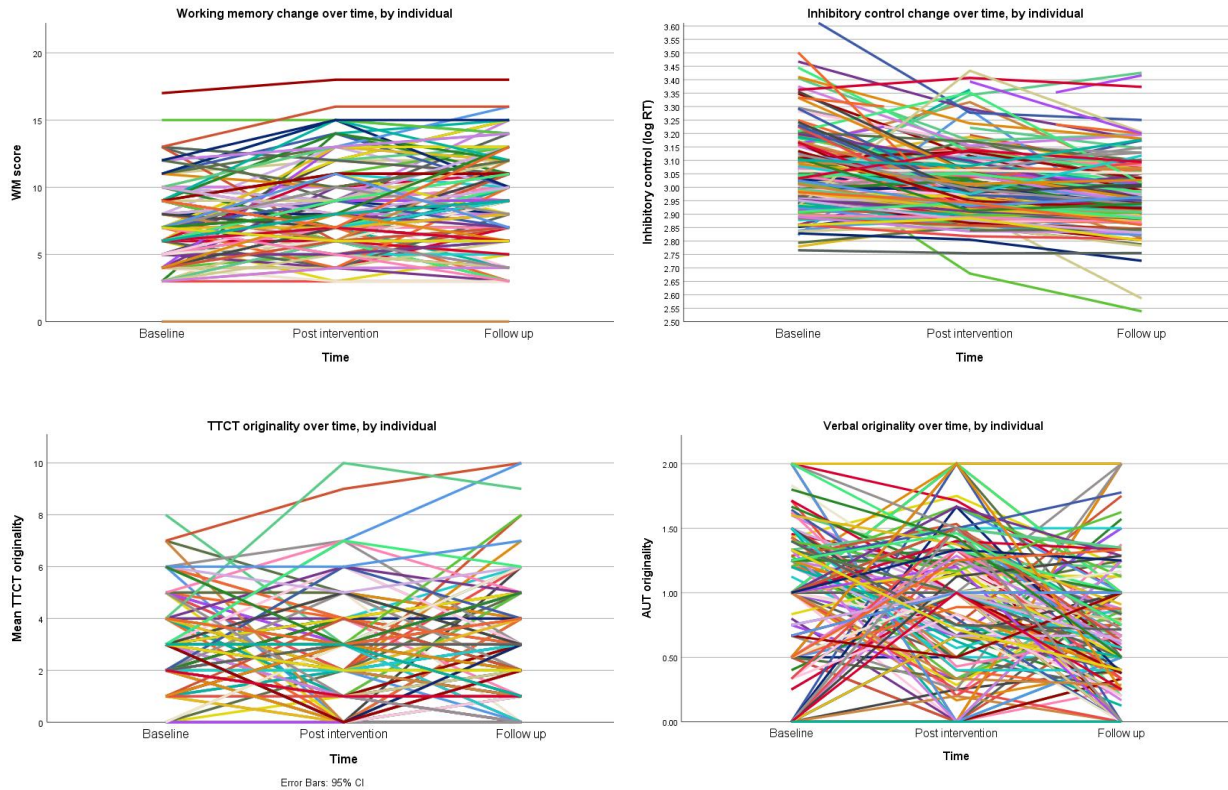 Working memory change over time, by individual
WM score
20
15
10
5
0
Baseline
Post intervention
Follow up
Time
Inhibitory control change over time, by individual
Inhibitory control (log RT)
3.60
3.55
3.50
3.45
3.40
3.35
3.30
3.25
3.20
3.15
3.10
3.05
3.00
2.95
2.90
2.85
2.80
2.75
2.70
2.65
2.60
2.55
2.50
Baseline
Post intervention
Follow up
Time
TTCT originality over time, by individual
Mean TTCT originality
10
8
6
4
2
0
Baseline
Post intervention
Follow up
Time
Error Bars: 95% CI
Verbal originality over time, by individual
AUT originality
2.00
1.50
1.00
0.50
0.00
Baseline
Post intervention
Follow up
Time